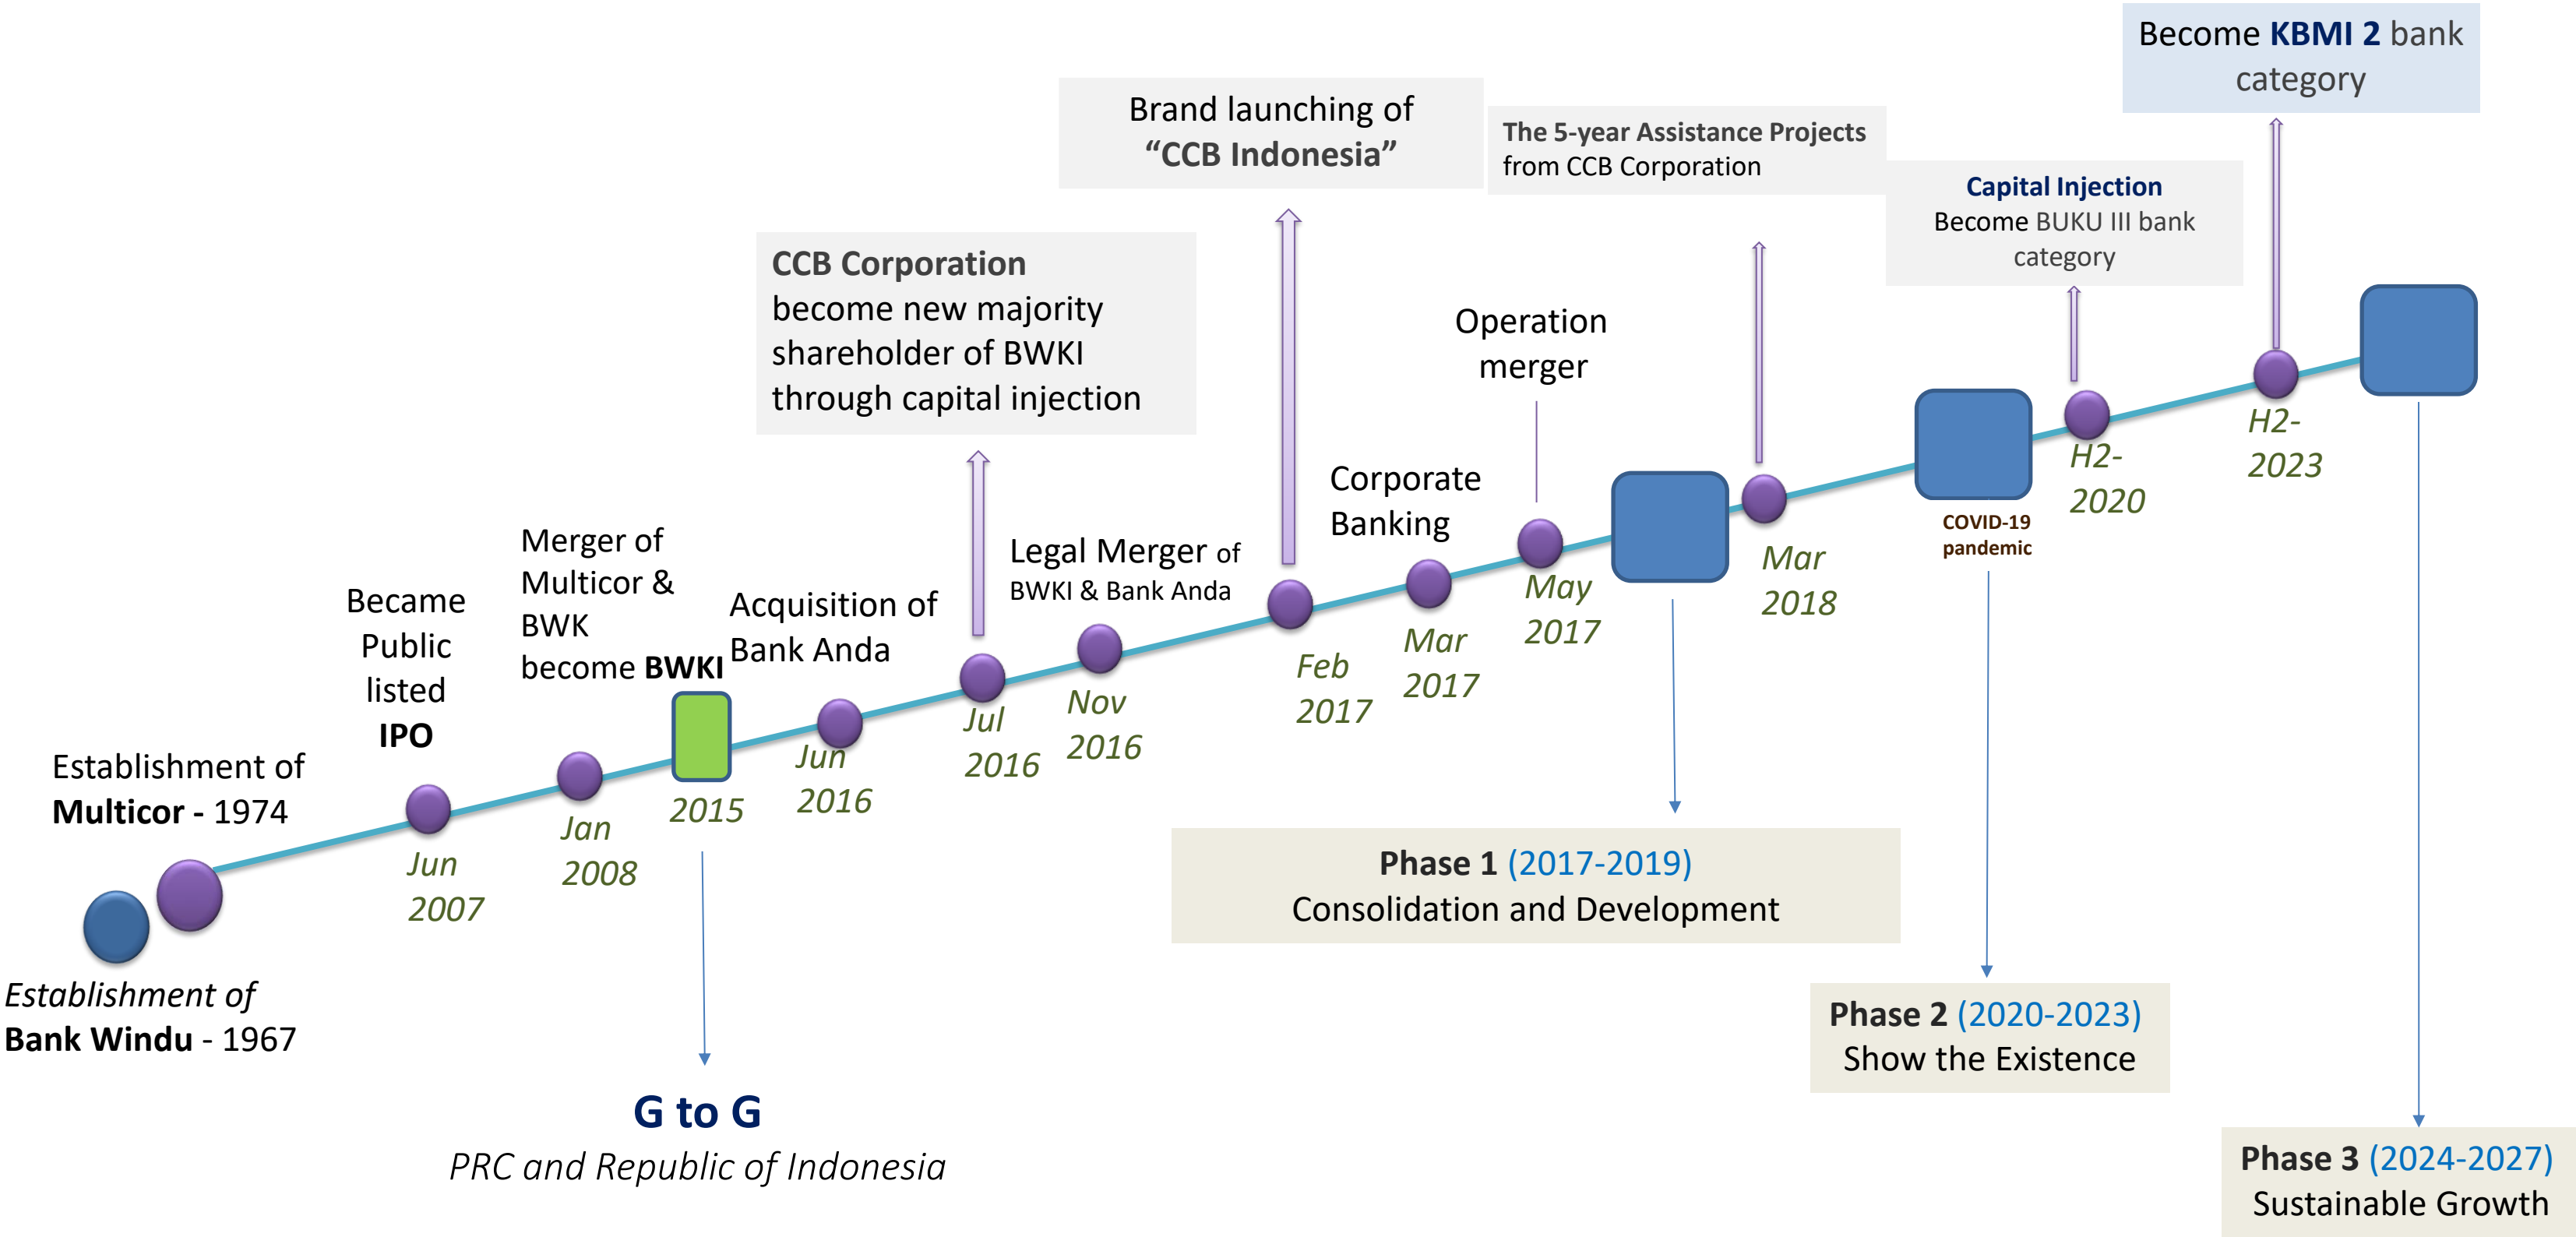 Become KBMI 2 bank
category
Brand launching of
“CCB Indonesia”
The 5-year Assistance Projects
from CCB Corporation
Capital Injection
Become BUKU III bank
category
CCB Corporation
become new majority
shareholder of BWKI
through capital injection
Operation
merger
Corporate
Banking
Legal Merger of
BWKI & Bank Anda
Merger of
Multicor &
BWK
become BWKI
Acquisition of
Bank Anda
Became
Public
listed
IPO
Establishment of
Multicor - 1974
Establishment of
Bank Windu - 1967
Jun
2007
Jan
2008
2015
Jun
2016
Jul
2016
Nov
2016
Feb
2017
Mar
2017
May
2017
Mar
2018
COVID-19
pandemic
H2-
2020
H2-
2023
G to G
PRC and Republic of Indonesia
Phase 1 (2017-2019)
Consolidation and Development
Phase 2 (2020-2023)
Show the Existence
Phase 3 (2024-2027)
Sustainable Growth